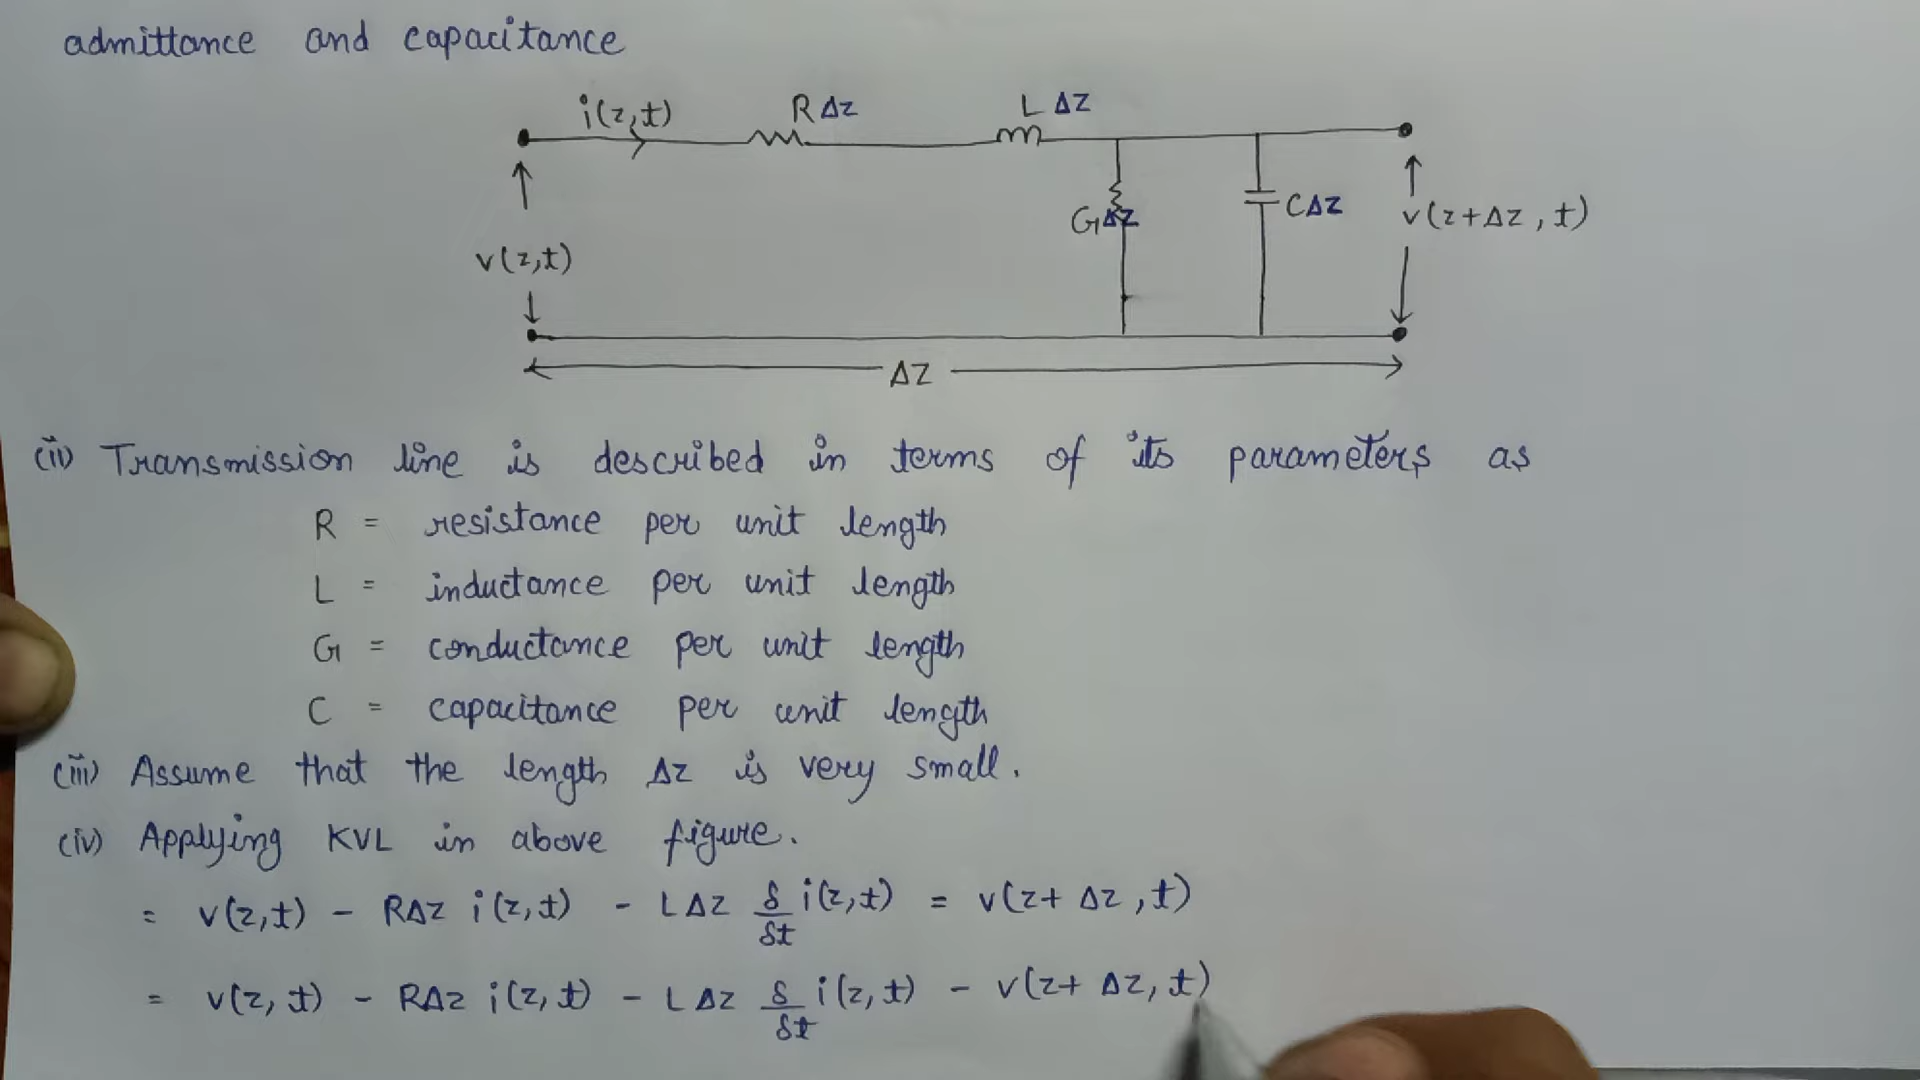 admittance and capacitance
i(z,t) RΔz LΔz
GΔz CΔz v(z+Δz, t)
v(z,t)
Δz
(ii) Transmission line is described in terms of its parameters as
R = resistance per unit length
L = inductance per unit length
G = conductance per unit length
C = capacitance per unit length
(iii) Assume that the length Δz is very small.
(iv) Applying KVL in above figure.
= v(z,t) - RΔz i(z,t) - LΔz δ/δt i(z,t) = v(z+ Δz, t)
= v(z, t) - RΔz i(z, t) - LΔz δ/δt i(z, t) - v(z+ Δz, t)